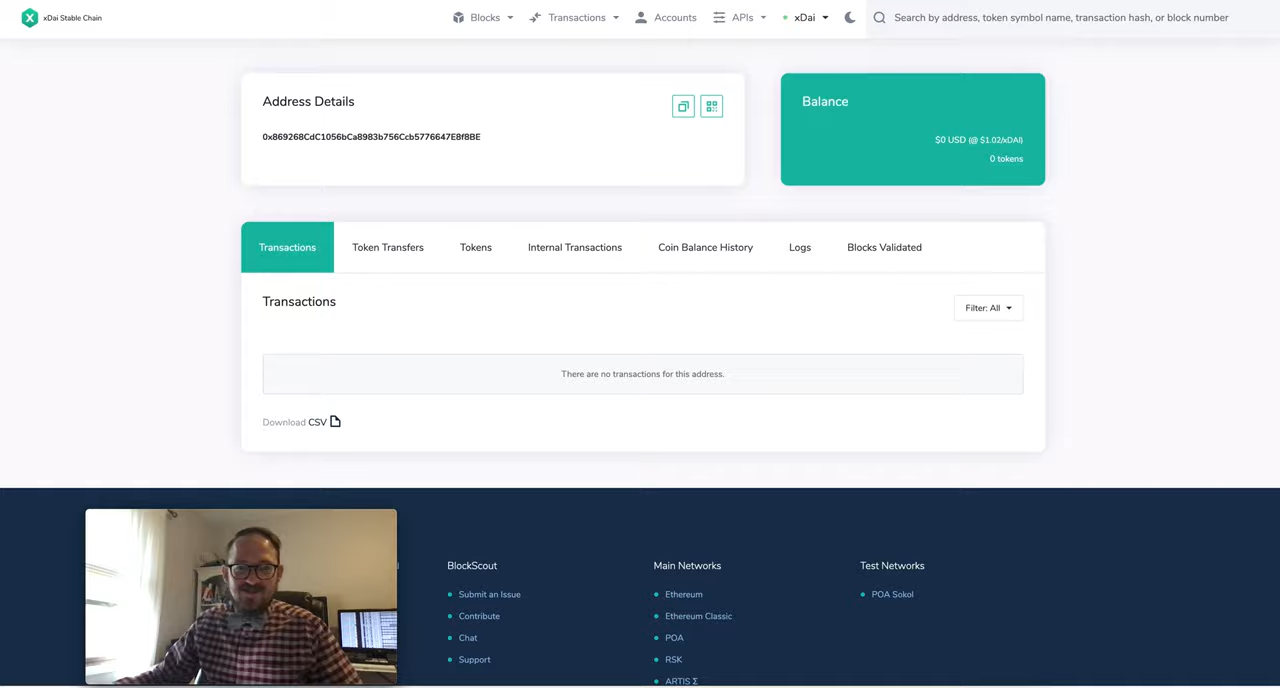 xDai Stable Chain
Blocks
Transactions
Accounts
APIs
xDai
Search by address, token symbol name, transaction hash, or block number
Address Details
0x869268CdC1056bCa8983b756Ccb5776647E8f8BE
Balance
$0 USD (@ $1.02/xDAI)
0 tokens
Transactions
Token Transfers
Tokens
Internal Transactions
Coin Balance History
Logs
Blocks Validated
Transactions
Filter: All
There are no transactions for this address.
Download CSV
BlockScout
Submit an Issue
Contribute
Chat
Support
Main Networks
Ethereum
Ethereum Classic
POA
RSK
ARTIS Σ
Test Networks
POA Sokol